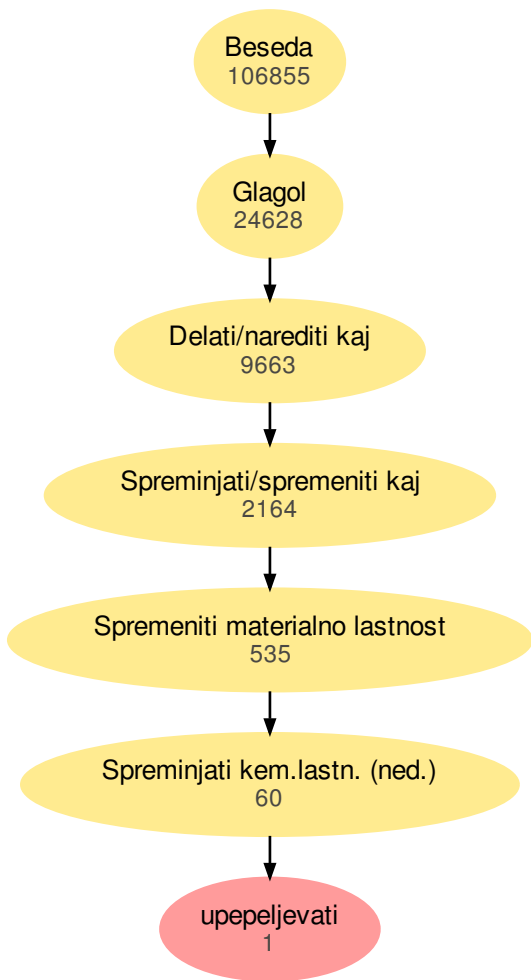 Beseda
106855
Glagol
24628
Delati/narediti kaj
9663
Spreminjati/spremeniti kaj
2164
Spremeniti materialno lastnost
535
Spreminjati kem.lastn. (ned.)
60
upepeljevati
1